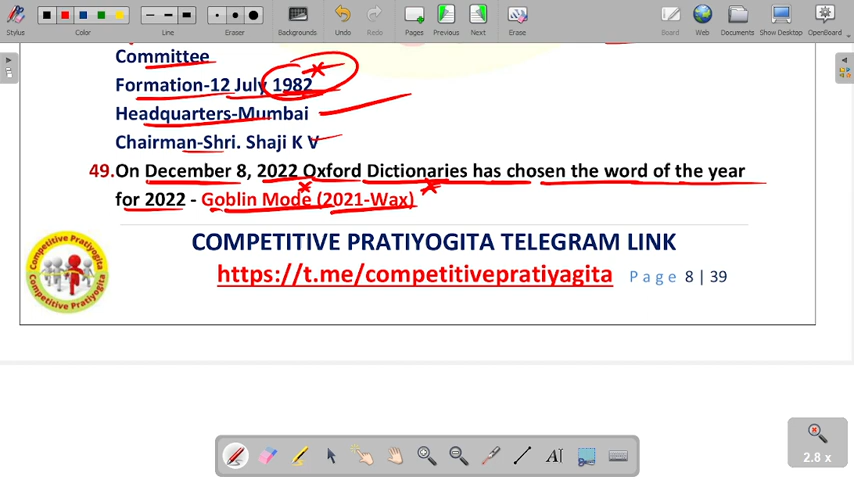 Stylus
Color
Line
Eraser
Backgrounds
Undo
Redo
Pages
Previous
Next
Erase
Board
Web
Documents
Show Desktop
OpenBoard
Committee
Formation-12 July 1982
Headquarters-Mumbai
Chairman-Shri. Shaji K V
49.On December 8, 2022 Oxford Dictionaries has chosen the word of the year
for 2022 - Goblin Mode (2021-Wax)
Competitive Pratiyogita
Competitive Pratiyogita
COMPETITIVE PRATIYOGITA TELEGRAM LINK
https://t.me/competitivepratiyagita Page 8 | 39
2.8 x